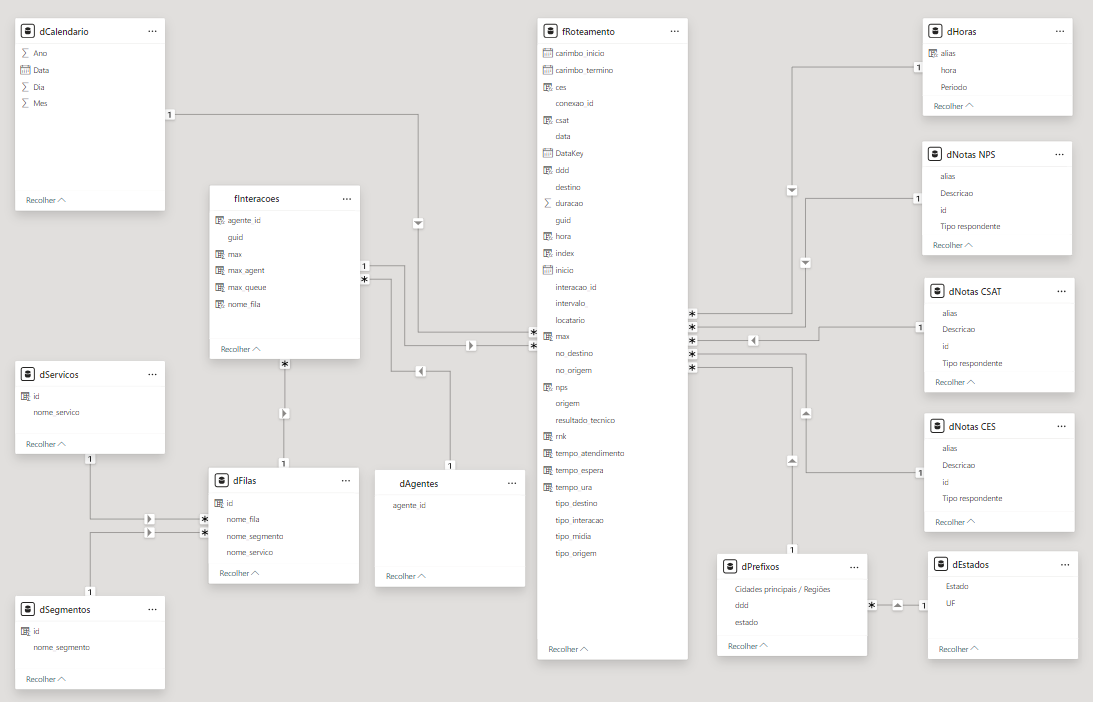 dCalendario
Ano
Data
Dia
Mes
Recolher
1
fInteracoes
agente_id
guid
max
max_agent
max_queue
nome_fila
Recolher
1
*
*
dServicos
id
nome_servico
Recolher
1
dFilas
id
nome_fila
nome_segmento
nome_servico
Recolher
1
*
*
dSegmentos
id
nome_segmento
Recolher
1
dAgentes
agente_id
Recolher
1
fRoteamento
carimbo_inicio
carimbo_termino
ces
conexao_id
csat
data
DataKey
ddd
destino
duracao
guid
hora
index
inicio
interacao_id
intervalo
locatario
max
no_destino
no_origem
nps
origem
resultado_tecnico
rnk
tempo_atendimento
tempo_espera
tempo_ura
tipo_destino
tipo_interacao
tipo_midia
tipo_origem
Recolher
*
*
*
*
*
*
*
dHoras
alias
hora
Periodo
Recolher
1
dNotas NPS
alias
Descricao
id
Tipo respondente
Recolher
1
dNotas CSAT
alias
Descricao
id
Tipo respondente
Recolher
1
dNotas CES
alias
Descricao
id
Tipo respondente
Recolher
1
dPrefixos
Cidades principais / Regiões
ddd
estado
Recolher
1
*
dEstados
Estado
UF
Recolher
1